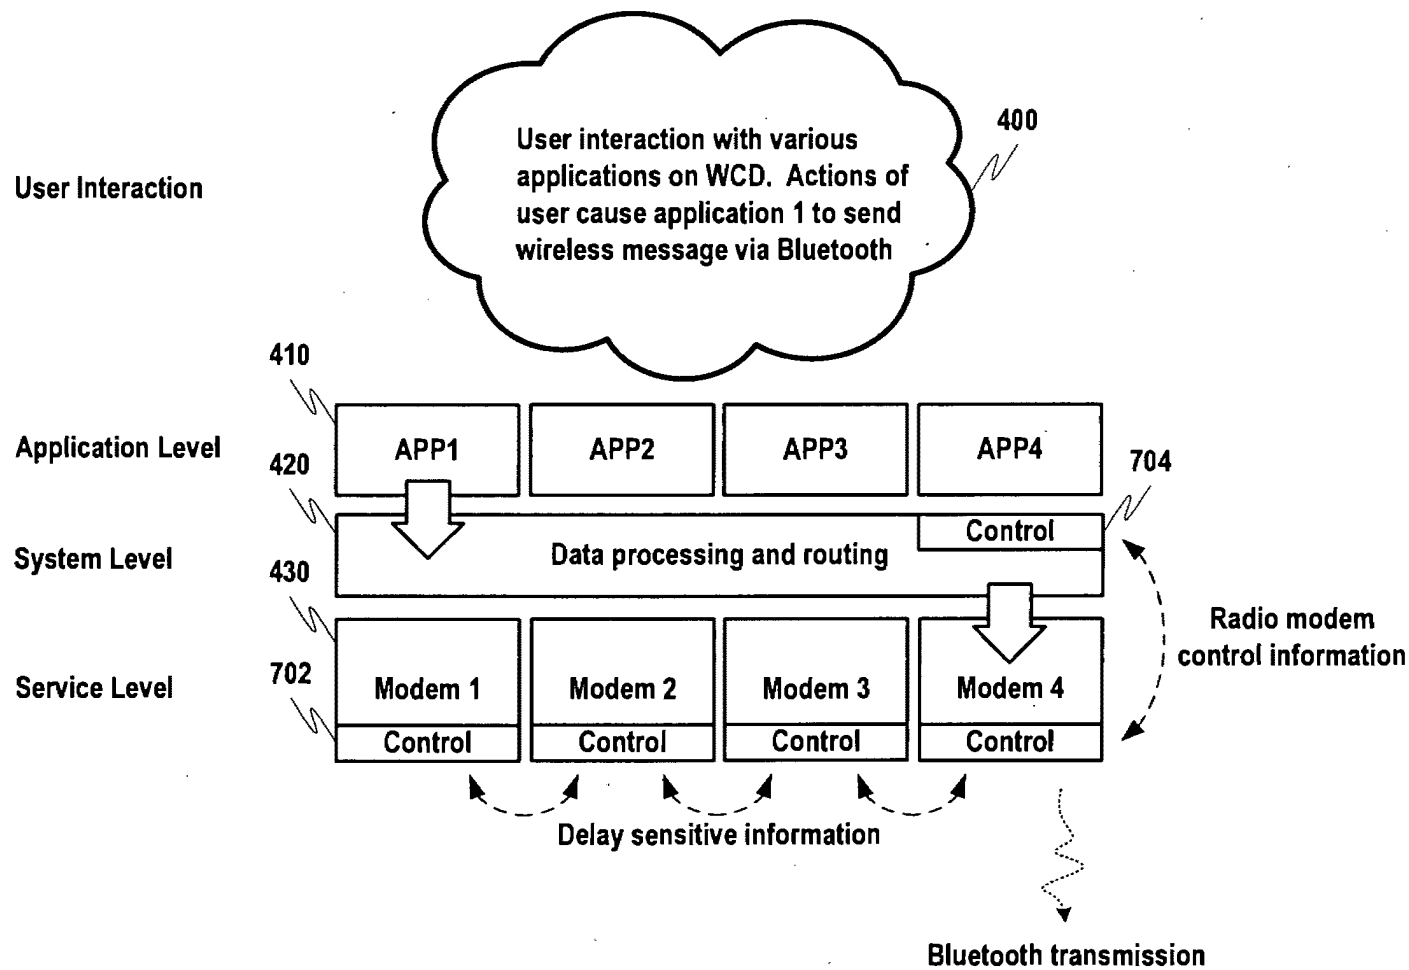 User interaction with various
applications on WCD. Actions of
user cause application 1 to send
wireless message via Bluetooth
400
User Interaction
410
Application Level
APP1
APP2
APP3
APP4
420
704
Control
System Level
Data processing and routing
430
Radio modem
control information
702
Service Level
Modem 1
Modem 2
Modem 3
Modem 4
Control
Control
Control
Control
Delay sensitive information
Bluetooth transmission